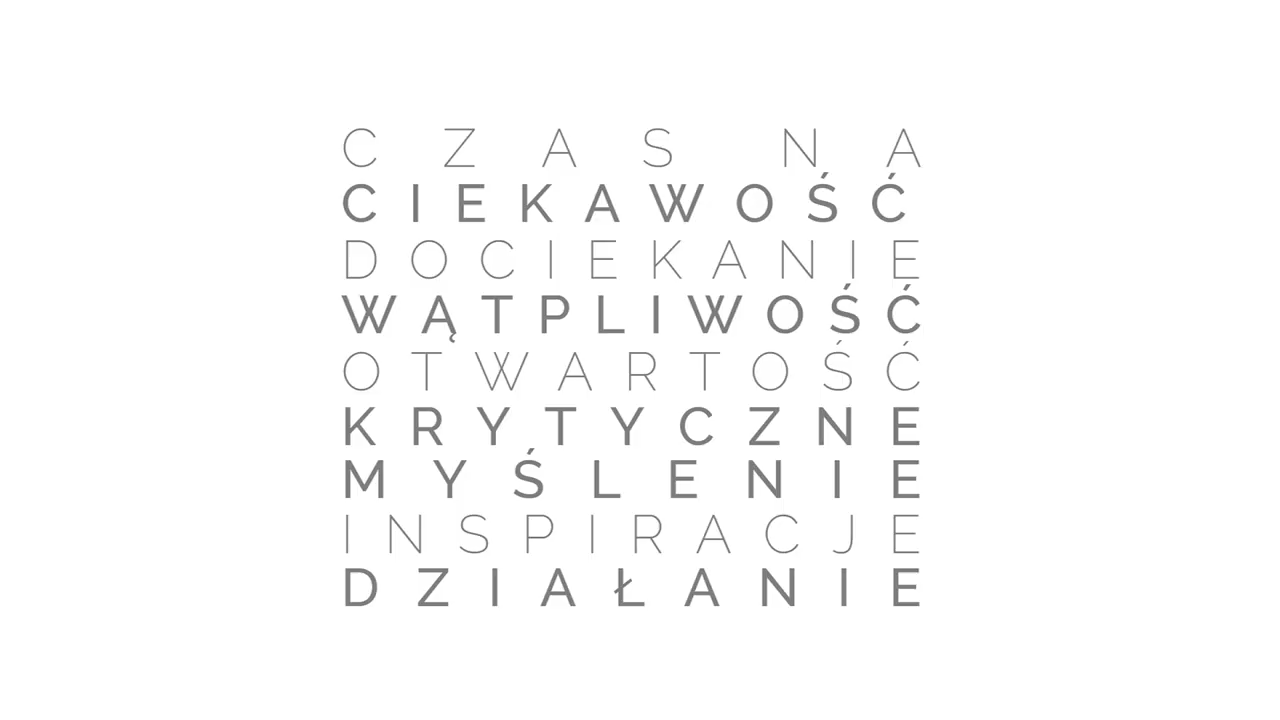 CZAS NA
CIEKAWOŚĆ
DOCIEKANIE
WĄTPLIWOŚĆ
OTWARTOŚĆ
KRYTYCZNE
MYŚLENIE
INSPIRACJE
DZIAŁANIE